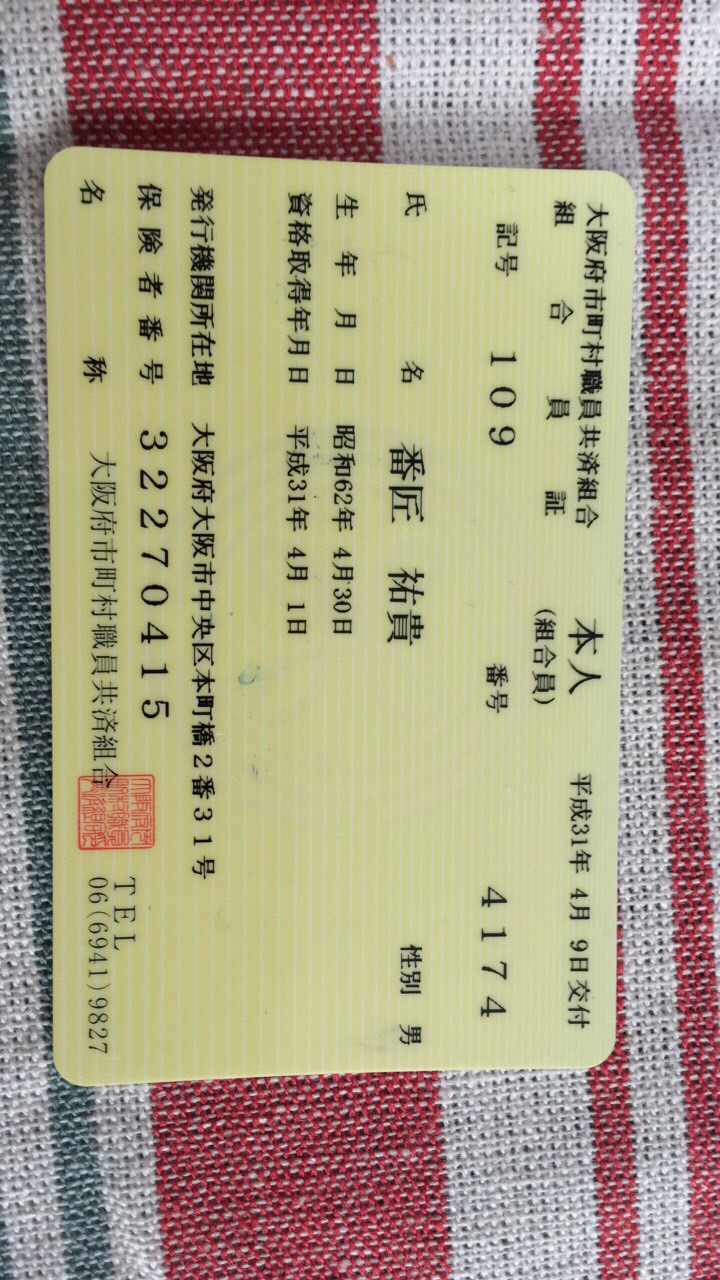 大阪府市町村職員共済組合 本人 平成31年 4月 9日交付
組合員証 (組合員)
記号 109 番号 4174
氏名 番匠 祐貴 性別 男
生年月日 昭和62年 4月30日
資格取得年月日 平成31年 4月 1日
発行機関所在地 大阪府大阪市中央区本町橋2番31号
保険者番号 32270415
名称 大阪府市町村職員共済組合 TEL 06(6941)9827